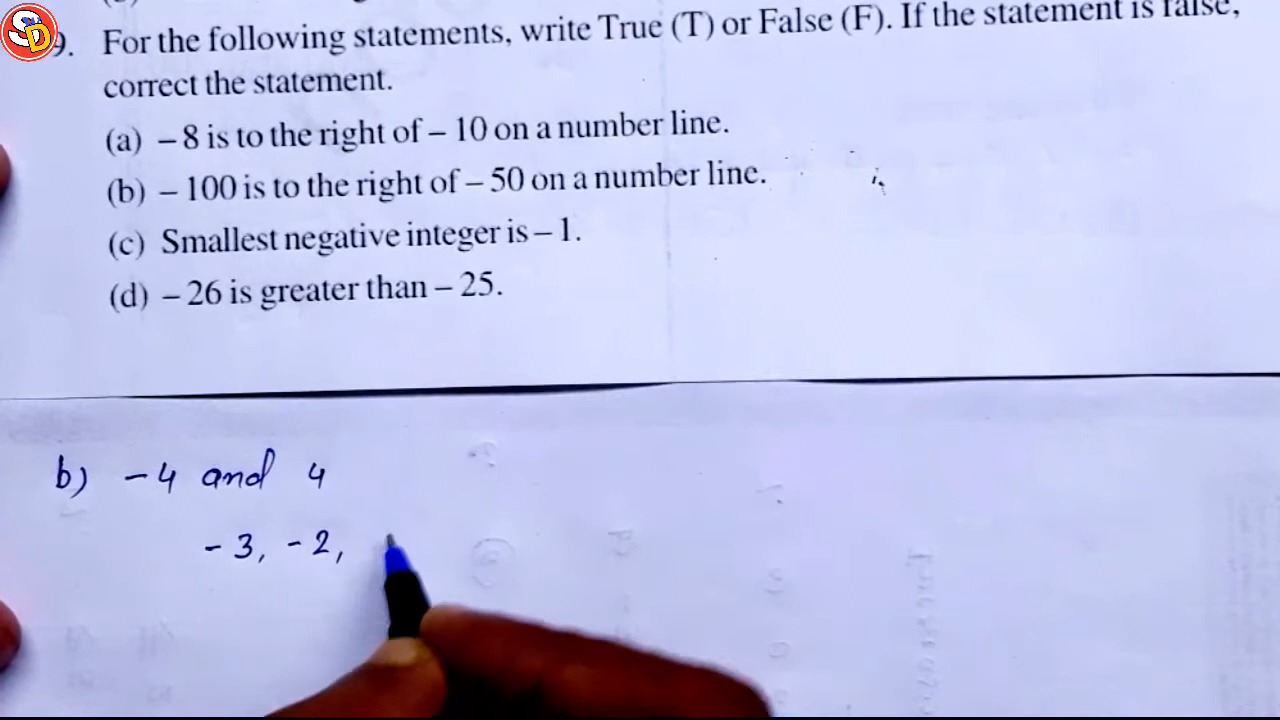 SD
9. For the following statements, write True (T) or False (F). If the statement is false,
correct the statement.
(a) – 8 is to the right of – 10 on a number line.
(b) – 100 is to the right of – 50 on a number line.
(c) Smallest negative integer is – 1.
(d) – 26 is greater than – 25.
b) -4 and 4
-3, -2,